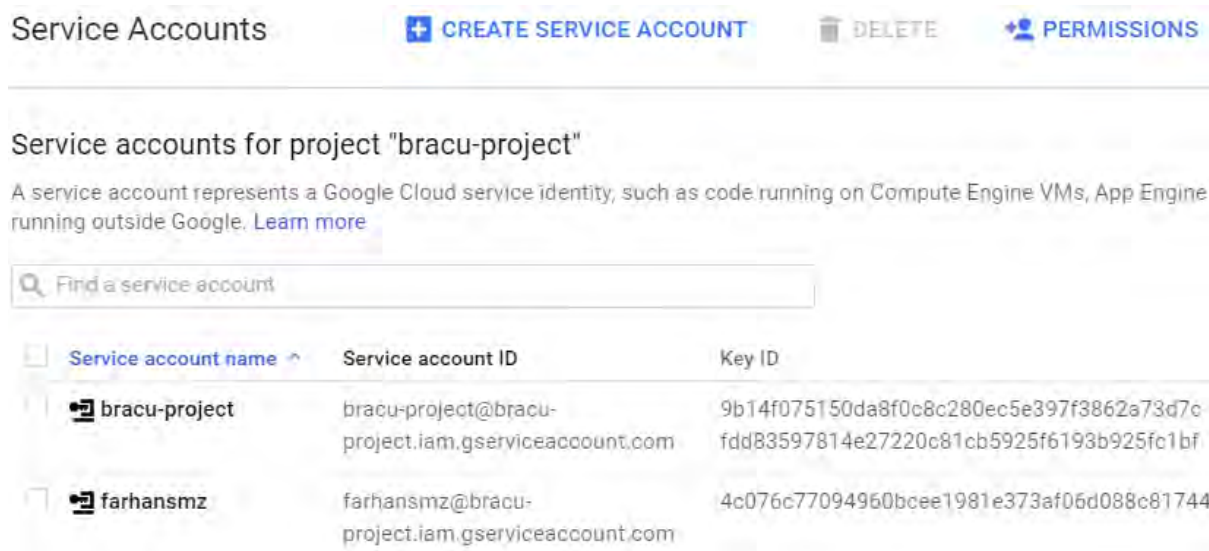 Service Accounts CREATE SERVICE ACCOUNT DELETE PERMISSIONS
Service accounts for project "bracu-project"
A service account represents a Google Cloud service identity, such as code running on Compute Engine VMs, App Engine
running outside Google. Learn more
Find a service account
Service account name Service account ID Key ID
bracu-project bracu-project@bracu- 9b14f075150da8f0c8c280ec5e397f3862a73d7c
project.iam.gserviceaccount.com fdd83597814e27220c81cb5925f6193b925fc1bf
farhansmz farhansmz@bracu- 4c076c77094960bcee1981e373af06d088c81744
project.iam.gserviceaccount.com